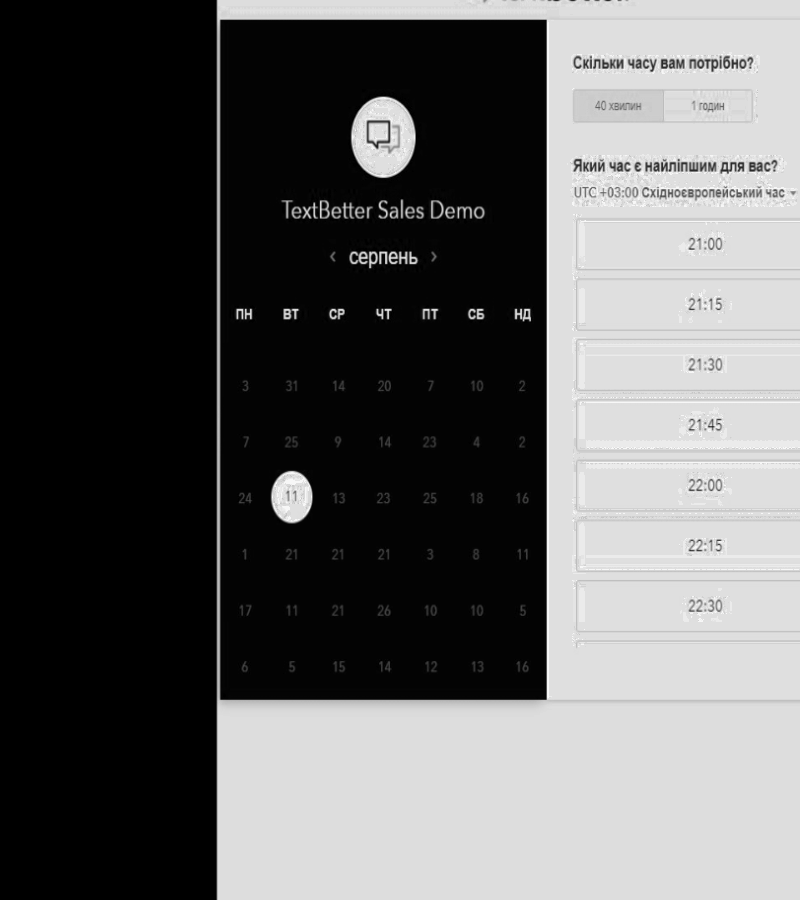 TextBetter Sales Demo
‹ серпень ›
ПН ВТ СР ЧТ ПТ СБ НД
3 31 14 20 7 10 2
7 25 9 14 23 4 2
24 11 13 23 25 18 16
1 21 21 21 3 8 11
17 11 21 26 10 10 5
6 5 15 14 12 13 16
Скільки часу вам потрібно?
40 хвилин 1 годин
Який час є найліпшим для вас?
UTC +03:00 Східноєвропейський час
21:00
21:15
21:30
21:45
22:00
22:15
22:30